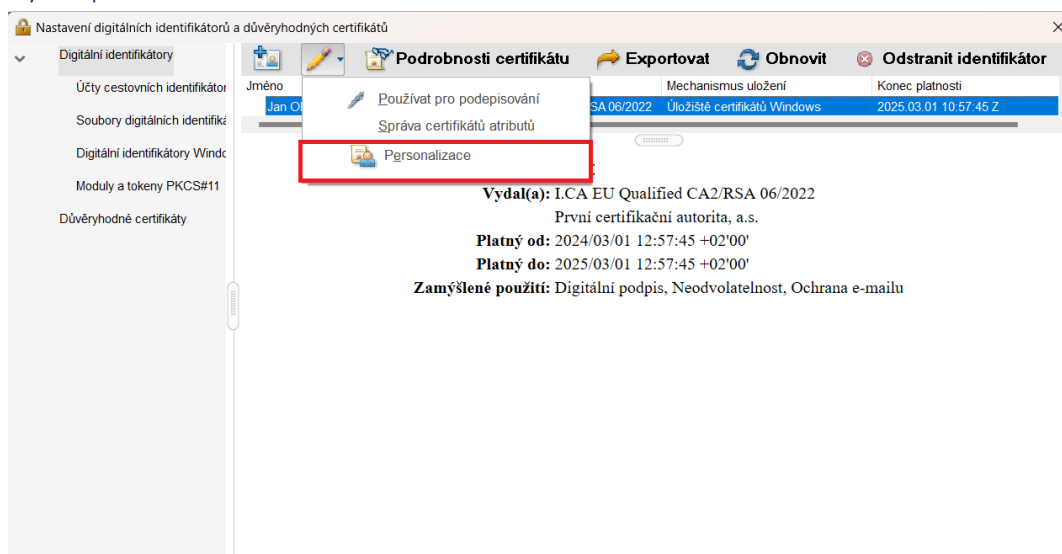 Nastavení digitálních identifikátorů a důvěryhodných certifikátů
Digitální identifikátory
Účty cestovních identifikátor
Soubory digitálních identifiká
Digitální identifikátory Windo
Moduly a tokeny PKCS#11
Důvěryhodné certifikáty
Podrobnosti certifikátu Exportovat Obnovit Odstranit identifikátor
Jméno Mechanismus uložení Konec platnosti
Jan SA 06/2022 Úložiště certifikátů Windows 2025.03.01 10:57:45 Z
Používat pro podepisování
Správa certifikátů atributů
Personalizace
Vydal(a): I.CA EU Qualified CA2/RSA 06/2022
První certifikační autorita, a.s.
Platný od: 2024/03/01 12:57:45 +02'00'
Platný do: 2025/03/01 12:57:45 +02'00'
Zamýšlené použití: Digitální podpis, Neodvolatelnost, Ochrana e-mailu